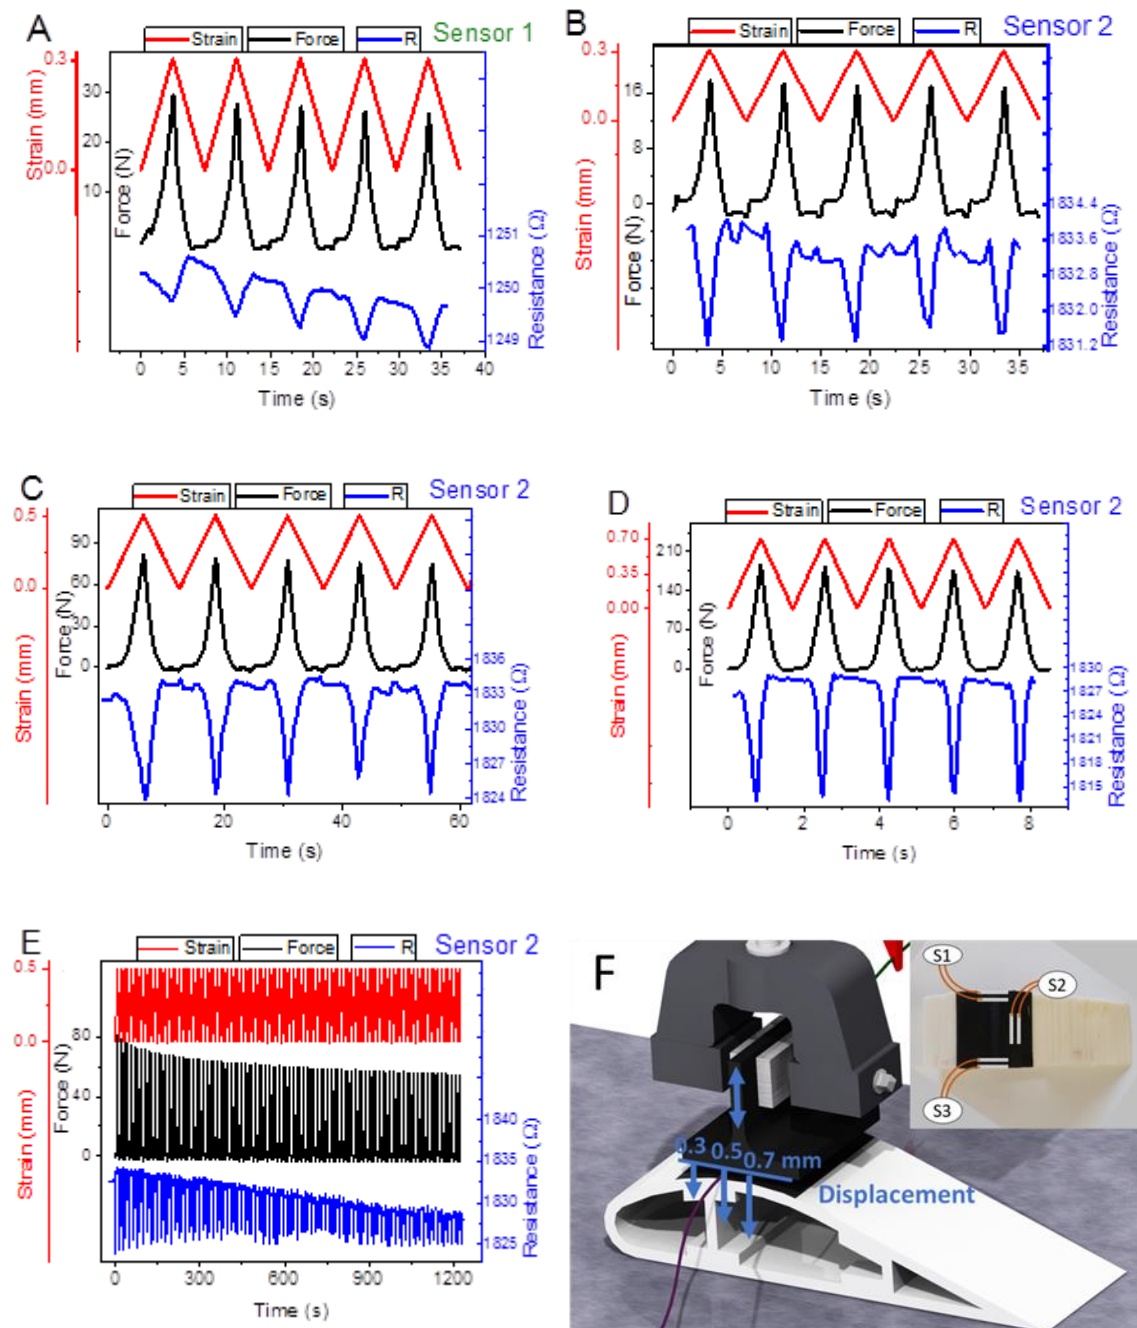 A
Strain
Force
R
Sensor 1
0.3
0.0
Strain (mm)
30
20
10
Force (N)
1251
1250
1249
Resistance (Ω)
0 5 10 15 20 25 30 35 40
Time (s)
B
Strain
Force
R
Sensor 2
0.3
0.0
Strain (mm)
16
8
0
Force (N)
1834.4
1833.6
1832.8
1832.0
1831.2
Resistance (Ω)
0 5 10 15 20 25 30 35
Time (s)
C
Strain
Force
R
Sensor 2
0.5
0.0
Strain (mm)
90
60
30
0
Force (N)
1836
1833
1830
1827
1824
Resistance (Ω)
0 20 40 60
Time (s)
D
Strain
Force
R
Sensor 2
0.70
0.35
0.00
Strain (mm)
210
140
70
0
Force (N)
1830
1827
1824
1821
1818
1815
Resistance (Ω)
0 2 4 6 8
Time (s)
E
Strain
Force
R
Sensor 2
0.5
0.0
Strain (mm)
80
40
0
Force (N)
1840
1835
1830
1825
Resistance (Ω)
0 300 600 900 1200
Time (s)
F
S1
S2
S3
0.3 0.5 0.7 mm
Displacement